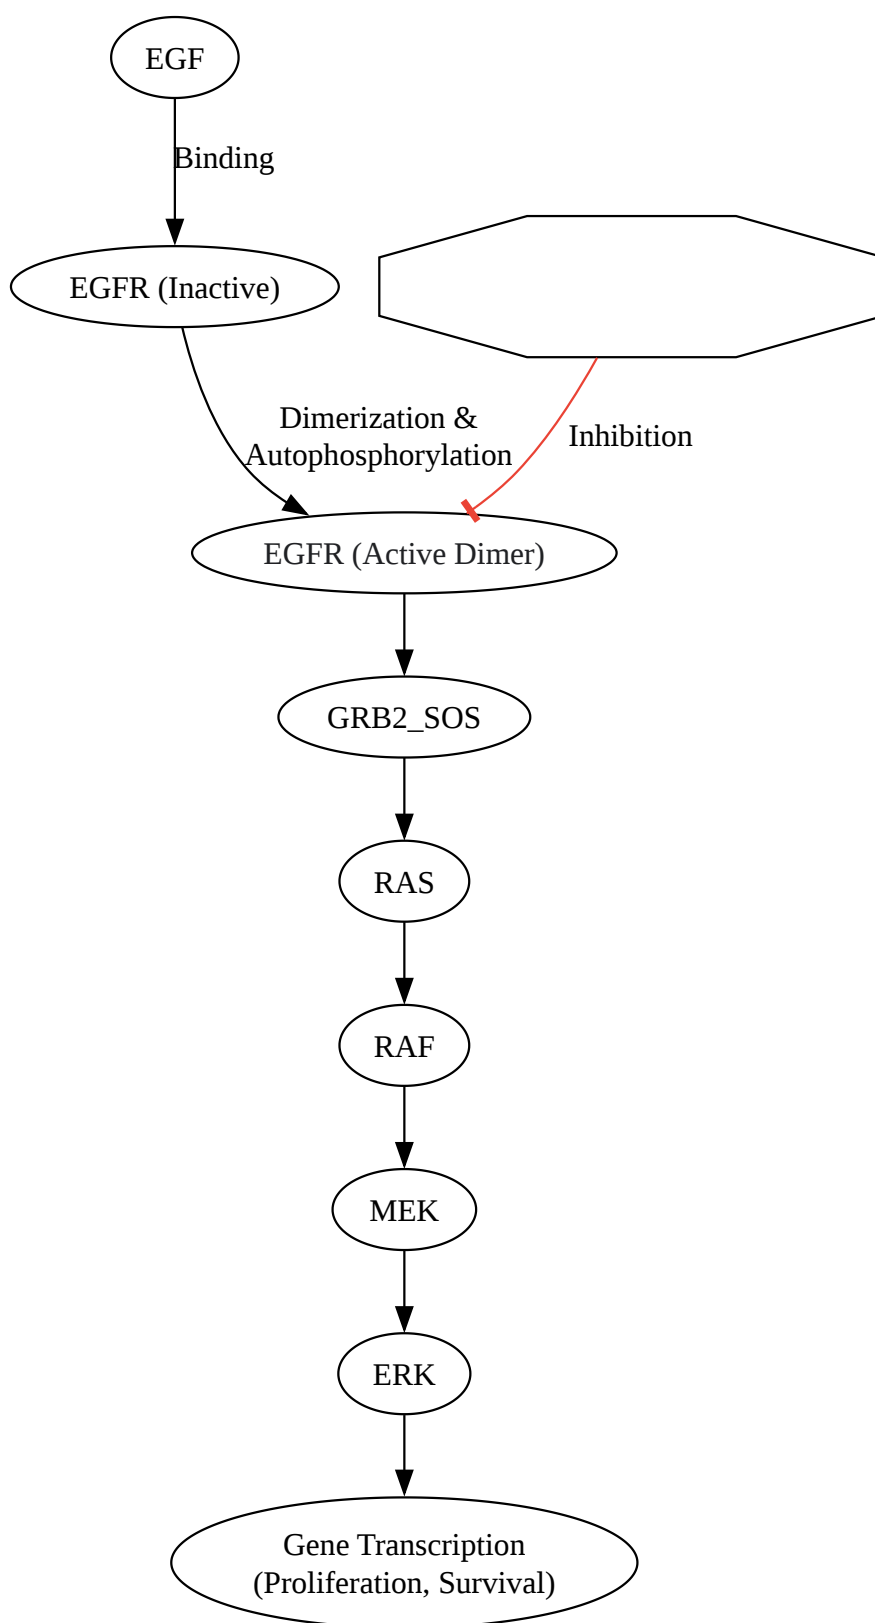 EGF
Binding
EGFR (Inactive)
Dimerization &
Autophosphorylation
Inhibition
EGFR (Active Dimer)
GRB2_SOS
RAS
RAF
MEK
ERK
Gene Transcription
(Proliferation, Survival)